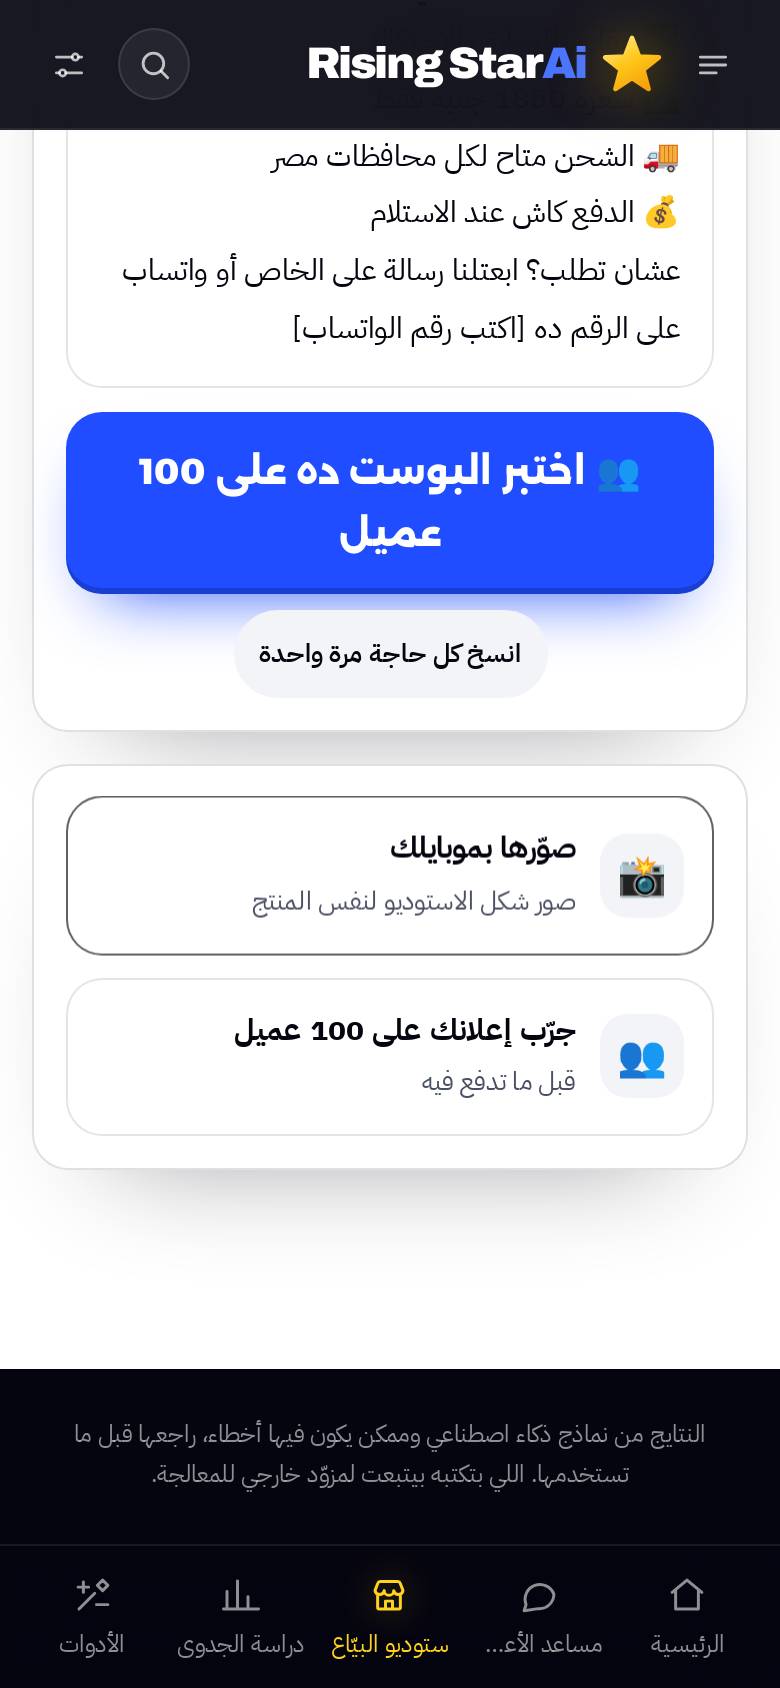 Rising StarAi
الشحن متاح لكل محافظات مصر
الدفع كاش عند الاستلام
عشان تطلب؟ ابعتلنا رسالة على الخاص أو واتساب
على الرقم ده [اكتب رقم الواتساب]
اختبر البوست ده على 100
عميل
انسخ كل حاجة مرة واحدة
صوّرها بموبايلك
صور شكل الاستوديو لنفس المنتج
جرّب إعلانك على 100 عميل
قبل ما تدفع فيه
النتايج من نماذج ذكاء اصطناعي وممكن يكون فيها أخطاء، راجعها قبل ما
تستخدمها. اللي بتكتبه بيتبعت لمزوّد خارجي للمعالجة.
الرئيسية
مساعد الأع...
ستوديو البيّاع
دراسة الجدوى
الأدوات